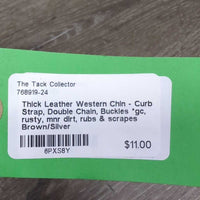 The Tack Collector
768919-24
Thick Leather Western Chin - Curb
Strap, Double Chain, Buckles *gc,
rusty, mnr dirt, rubs & scrapes
Brown/Silver
$11.00
6PXS8Y